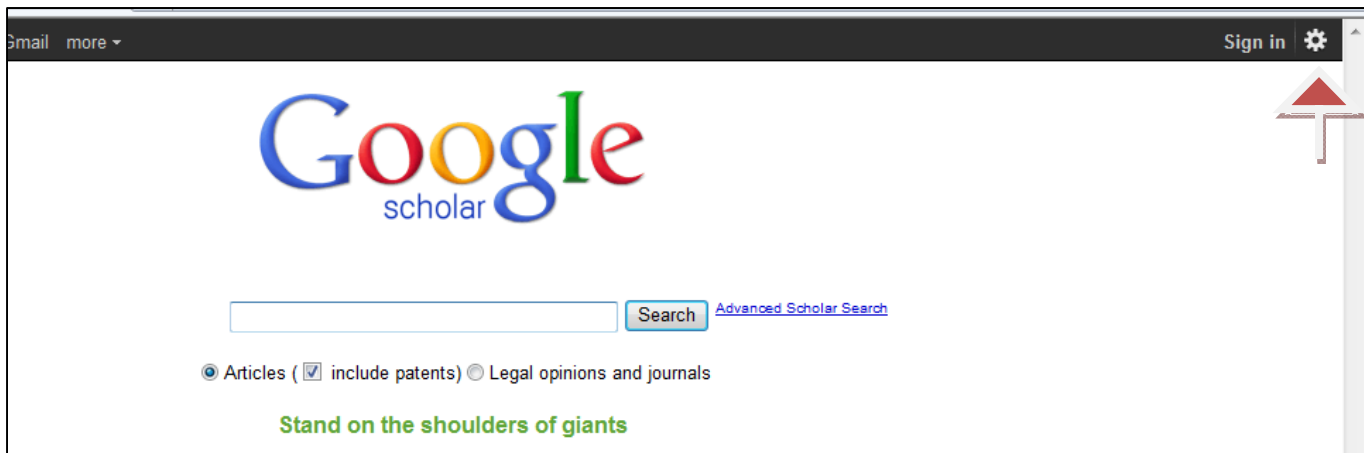 Gmail more Sign in
Google
scholar
Search Advanced Scholar Search
Articles ( include patents) Legal opinions and journals
Stand on the shoulders of giants